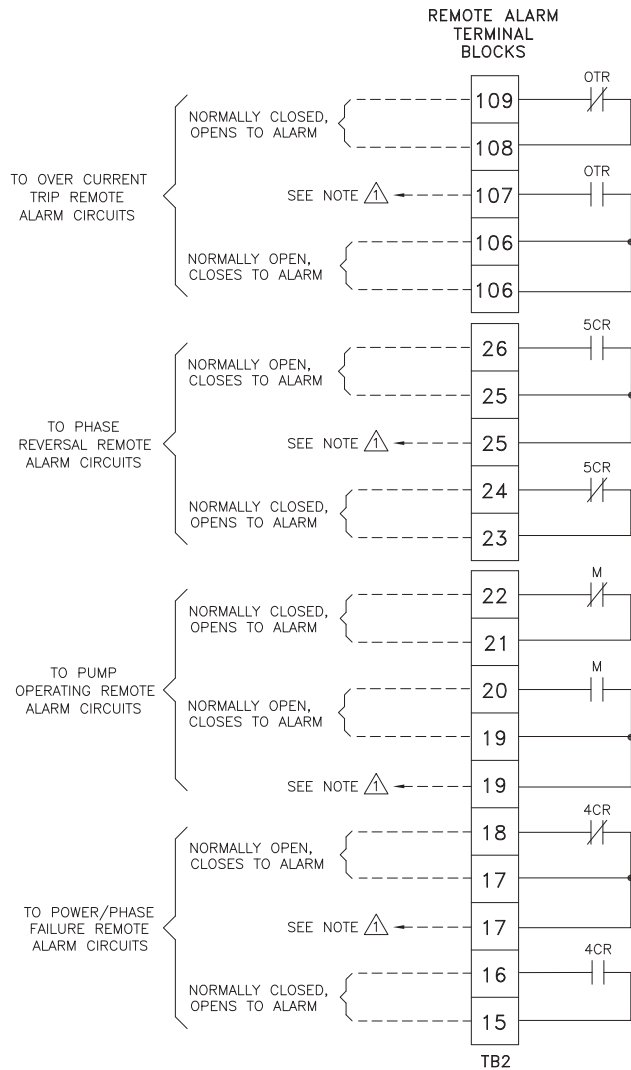 REMOTE ALARM
TERMINAL
BLOCKS
TO OVER CURRENT
TRIP REMOTE
ALARM CIRCUITS
NORMALLY CLOSED,
OPENS TO ALARM
109
OTR
108
SEE NOTE 1
107
OTR
NORMALLY OPEN,
CLOSES TO ALARM
106
106
TO PHASE
REVERSAL REMOTE
ALARM CIRCUITS
NORMALLY OPEN,
CLOSES TO ALARM
26
5CR
25
SEE NOTE 1
25
NORMALLY CLOSED,
OPENS TO ALARM
24
5CR
23
TO PUMP
OPERATING REMOTE
ALARM CIRCUITS
NORMALLY CLOSED,
OPENS TO ALARM
22
M
21
NORMALLY OPEN,
CLOSES TO ALARM
20
M
19
SEE NOTE 1
19
TO POWER/PHASE
FAILURE REMOTE
ALARM CIRCUITS
NORMALLY OPEN,
CLOSES TO ALARM
18
4CR
17
SEE NOTE 1
17
NORMALLY CLOSED,
OPENS TO ALARM
16
4CR
15
TB2